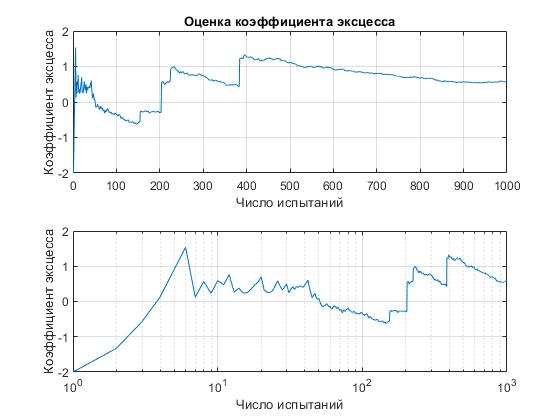 Оценка коэффициента эксцесса
Коэффициент эксцесса
2
1
0
-1
-2
0 100 200 300 400 500 600 700 800 900 1000
Число испытаний
Коэффициент эксцесса
2
1
0
-1
-2
10^0 10^1 10^2 10^3
Число испытаний